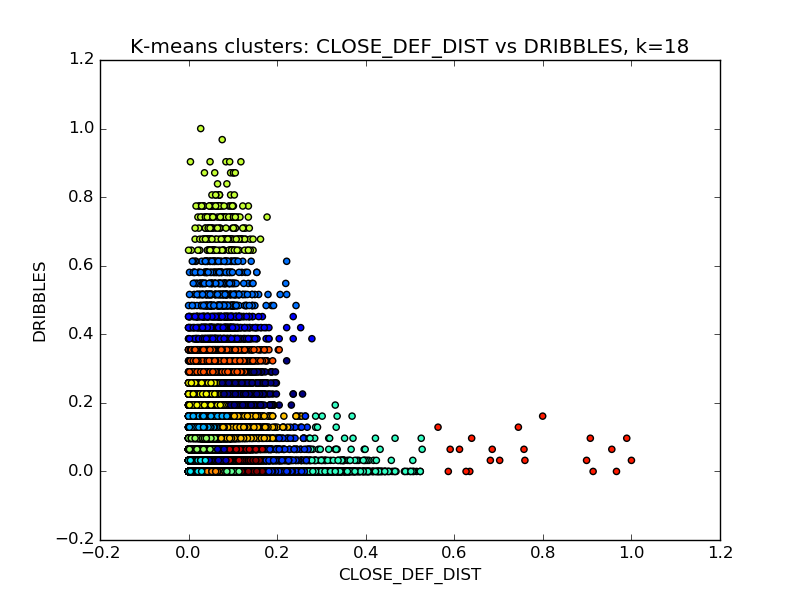 K-means clusters: CLOSE_DEF_DIST vs DRIBBLES, k=18
1.2
1.0
0.8
0.6
0.4
0.2
0.0
−0.2
DRIBBLES
−0.2 0.0 0.2 0.4 0.6 0.8 1.0 1.2
CLOSE_DEF_DIST